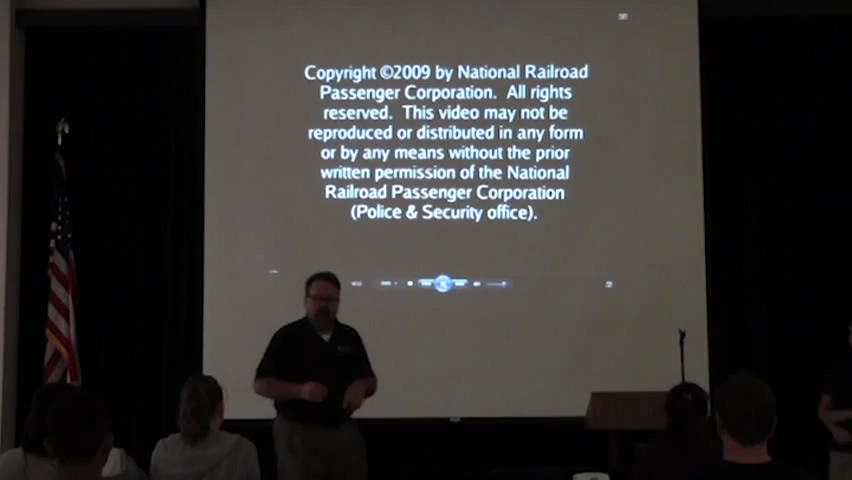 Copyright ©2009 by National Railroad
Passenger Corporation. All rights
reserved. This video may not be
reproduced or distributed in any form
or by any means without the prior
written permission of the National
Railroad Passenger Corporation
(Police & Security office).